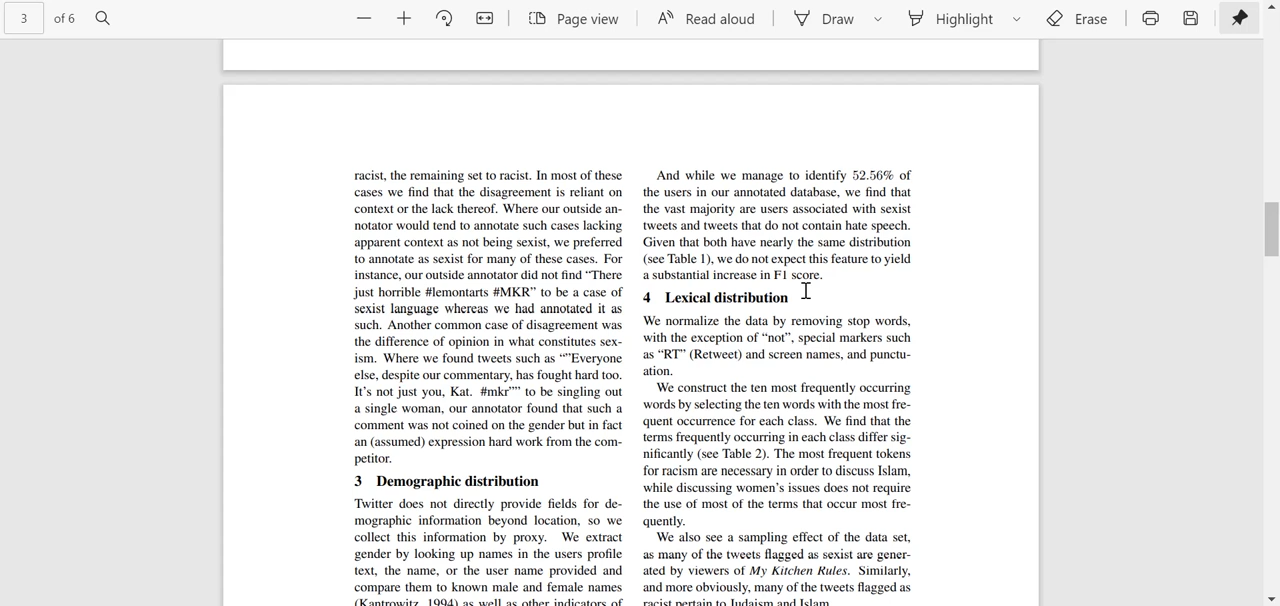 3 of 6 Page view Read aloud Draw Highlight Erase
racist, the remaining set to racist. In most of these
cases we find that the disagreement is reliant on
context or the lack thereof. Where our outside an-
notator would tend to annotate such cases lacking
apparent context as not being sexist, we preferred
to annotate as sexist for many of these cases. For
instance, our outside annotator did not find “There
just horrible #lemontarts #MKR” to be a case of
sexist language whereas we had annotated it as
such. Another common case of disagreement was
the difference of opinion in what constitutes sex-
ism. Where we found tweets such as “”Everyone
else, despite our commentary, has fought hard too.
It’s not just you, Kat. #mkr”” to be singling out
a single woman, our annotator found that such a
comment was not coined on the gender but in fact
an (assumed) expression hard work from the com-
petitor.
3 Demographic distribution
Twitter does not directly provide fields for de-
mographic information beyond location, so we
collect this information by proxy. We extract
gender by looking up names in the users profile
text, the name, or the user name provided and
compare them to known male and female names
(Kantrowitz, 1994) as well as other indicators of
And while we manage to identify 52.56% of
the users in our annotated database, we find that
the vast majority are users associated with sexist
tweets and tweets that do not contain hate speech.
Given that both have nearly the same distribution
(see Table 1), we do not expect this feature to yield
a substantial increase in F1 score.
4 Lexical distribution
We normalize the data by removing stop words,
with the exception of “not”, special markers such
as “RT” (Retweet) and screen names, and punctu-
ation.
We construct the ten most frequently occurring
words by selecting the ten words with the most fre-
quent occurrence for each class. We find that the
terms frequently occurring in each class differ sig-
nificantly (see Table 2). The most frequent tokens
for racism are necessary in order to discuss Islam,
while discussing women’s issues does not require
the use of most of the terms that occur most fre-
quently.
We also see a sampling effect of the data set,
as many of the tweets flagged as sexist are gener-
ated by viewers of My Kitchen Rules. Similarly,
and more obviously, many of the tweets flagged as
racist pertain to Judaism and Islam.